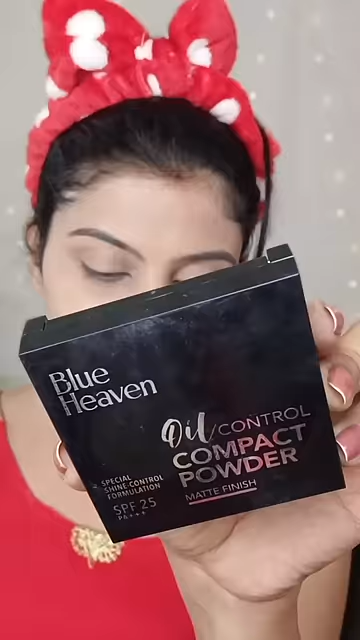 Blue
Heaven
Oil CONTROL
COMPACT
POWDER
MATTE FINISH
SPECIAL
SHINE CONTROL
FORMULATION
SPF 25
PA+++